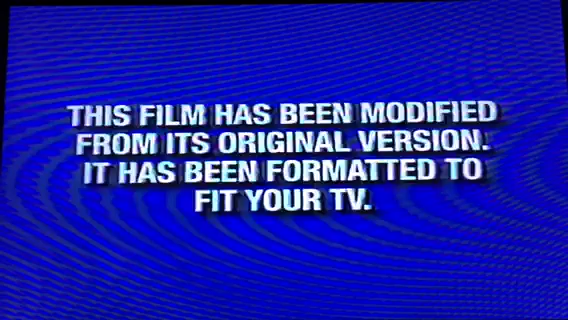 THIS FILM HAS BEEN MODIFIED
FROM ITS ORIGINAL VERSION.
IT HAS BEEN FORMATTED TO
FIT YOUR TV.